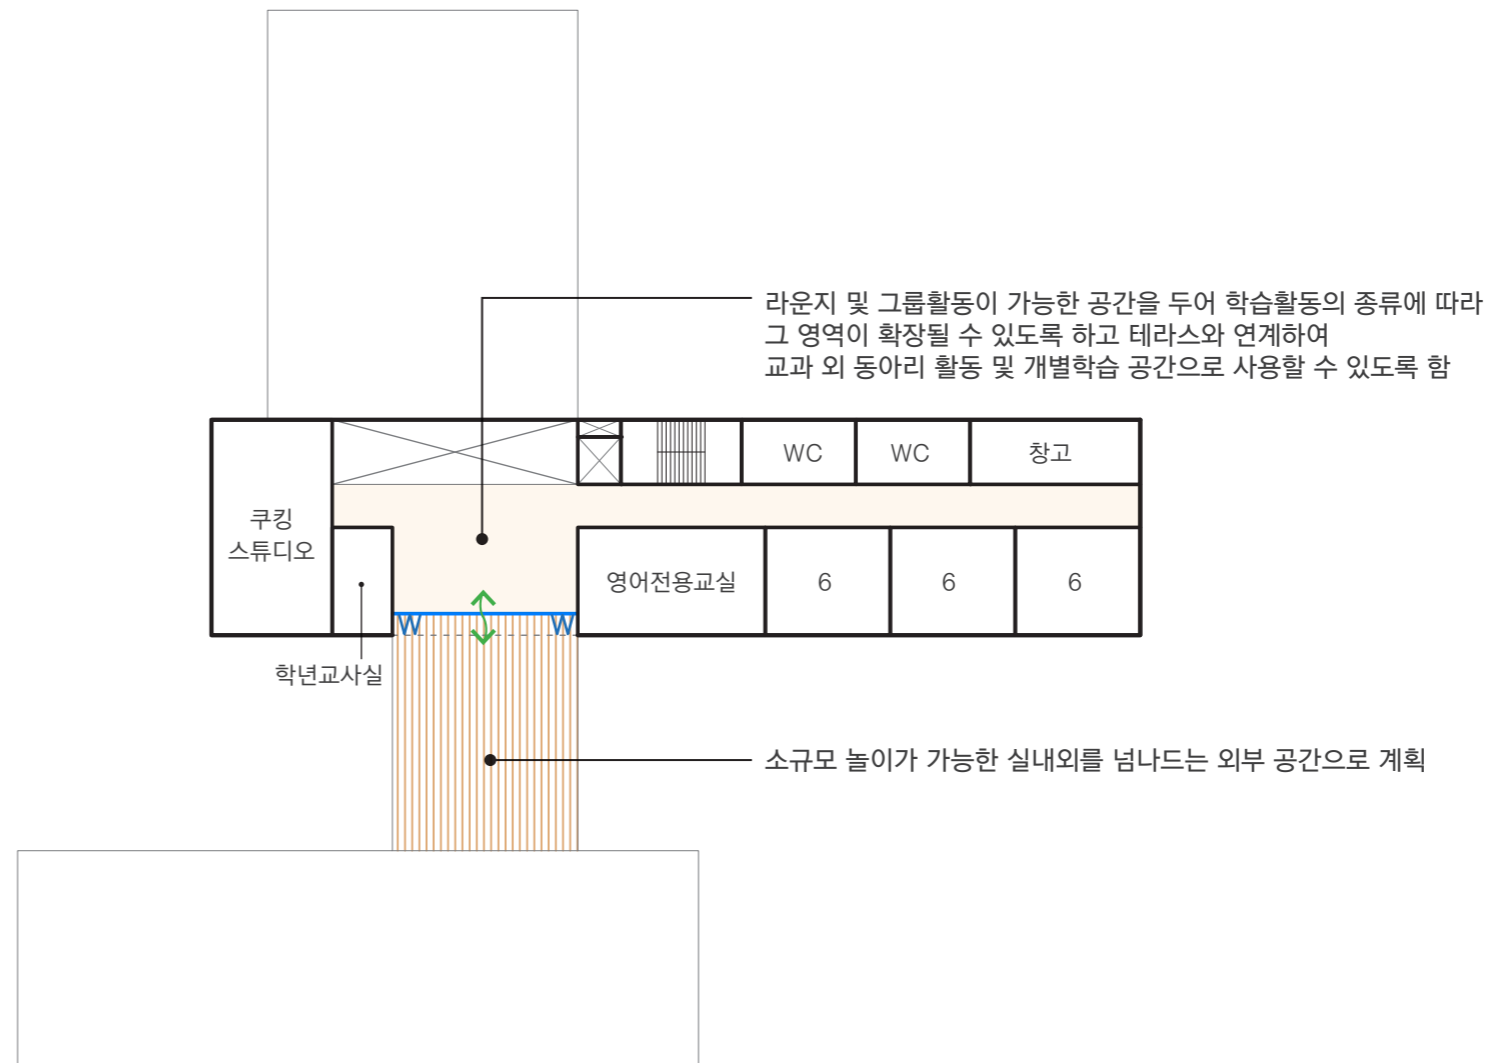 라운지 및 그룹활동이 가능한 공간을 두어 학습활동의 종류에 따라
그 영역이 확장될 수 있도록 하고 테라스와 연계하여
교과 외 동아리 활동 및 개별학습 공간으로 사용할 수 있도록 함
WC
WC
창고
쿠킹
스튜디오
영어전용교실
6
6
6
학년교사실
소규모 놀이가 가능한 실내외를 넘나드는 외부 공간으로 계획